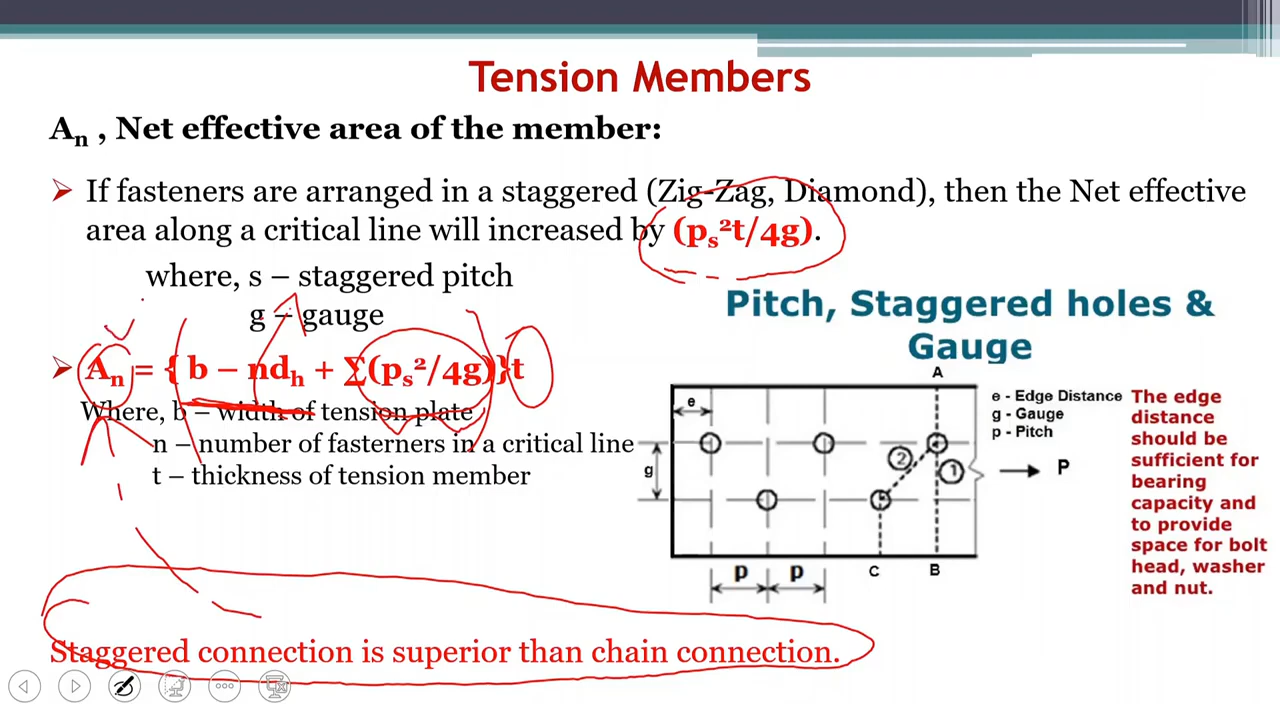 Tension Members
Aₙ , Net effective area of the member:
➢ If fasteners are arranged in a staggered (Zig-Zag, Diamond), then the Net effective
area along a critical line will increased by (pₛ²t/4g).
where, s – staggered pitch
g – gauge
➢ Aₙ = { b – ndₕ + Σ(pₛ²/4g)}t
Where, b – width of tension plate
n – number of fasterners in a critical line
t – thickness of tension member
Staggered connection is superior than chain connection.
Pitch, Staggered holes &
Gauge
A
e
g
2
1
P
p
p
C
B
e - Edge Distance
g - Gauge
p - Pitch
The edge
distance
should be
sufficient for
bearing
capacity and
to provide
space for bolt
head, washer
and nut.